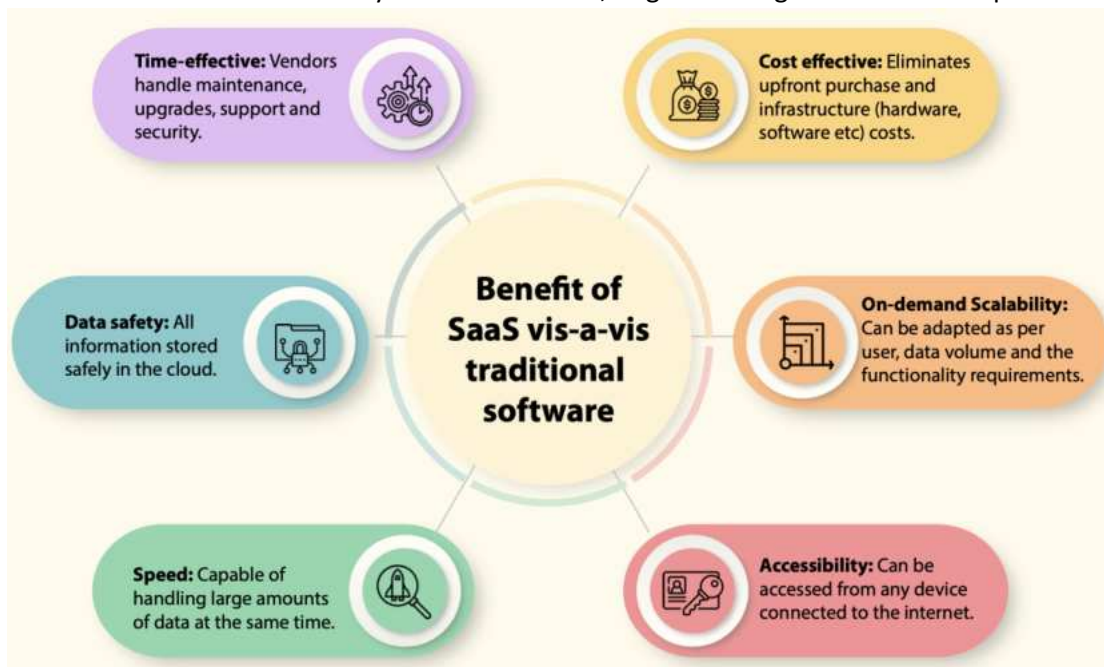 Time-effective: Vendors
handle maintenance,
upgrades, support and
security.
Cost effective: Eliminates
upfront purchase and
infrastructure (hardware,
software etc) costs.
Data safety: All
information stored
safely in the cloud.
Benefit of
SaaS vis-a-vis
traditional
software
On-demand Scalability:
Can be adapted as per
user, data volume and the
functionality requirements.
Speed: Capable of
handling large amounts
of data at the same time.
Accessibility: Can be
accessed from any device
connected to the internet.